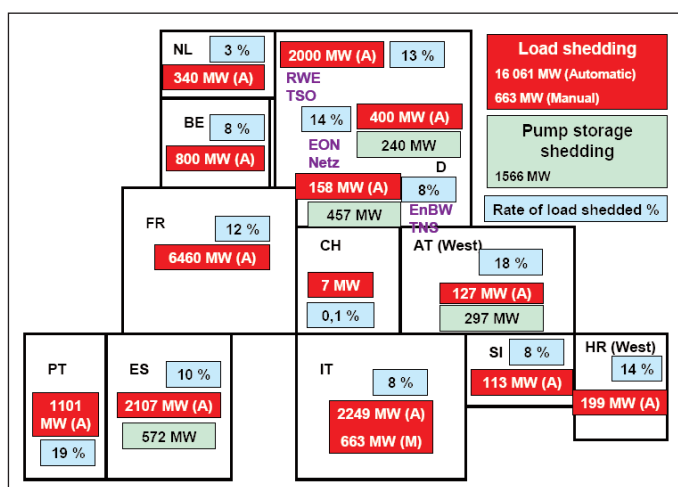 NL
3 %
340 MW (A)
2000 MW (A)
13 %
RWE
TSO
Load shedding
16 061 MW (Automatic)
663 MW (Manual)
BE
8 %
800 MW (A)
14 %
400 MW (A)
EON
Netz
240 MW
D
Pump storage
shedding
1566 MW
158 MW (A)
8%
457 MW
EnBW
TNS
Rate of load shedded %
FR
12 %
6460 MW (A)
CH
7 MW
0,1 %
AT (West)
18 %
127 MW (A)
297 MW
PT
1101
MW (A)
19 %
ES
10 %
2107 MW (A)
572 MW
IT
8 %
2249 MW (A)
663 MW (M)
SI
8 %
113 MW (A)
HR (West)
14 %
199 MW (A)